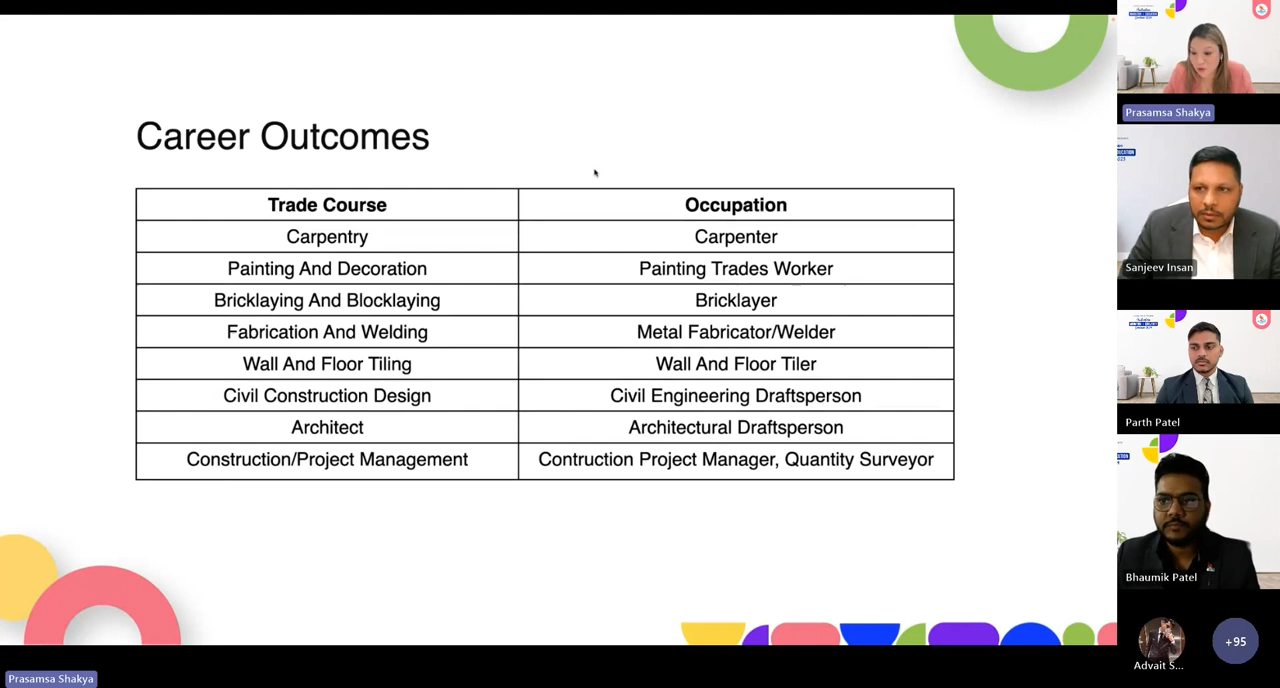 Career Outcomes
Trade Course Occupation
Carpentry Carpenter
Painting And Decoration Painting Trades Worker
Bricklaying And Blocklaying Bricklayer
Fabrication And Welding Metal Fabricator/Welder
Wall And Floor Tiling Wall And Floor Tiler
Civil Construction Design Civil Engineering Draftsperson
Architect Architectural Draftsperson
Construction/Project Management Contruction Project Manager, Quantity Surveyor
Prasamsa Shakya
Prasamsa Shakya
Sanjeev Insan
Parth Patel
Bhaumik Patel
Advait S...
+95